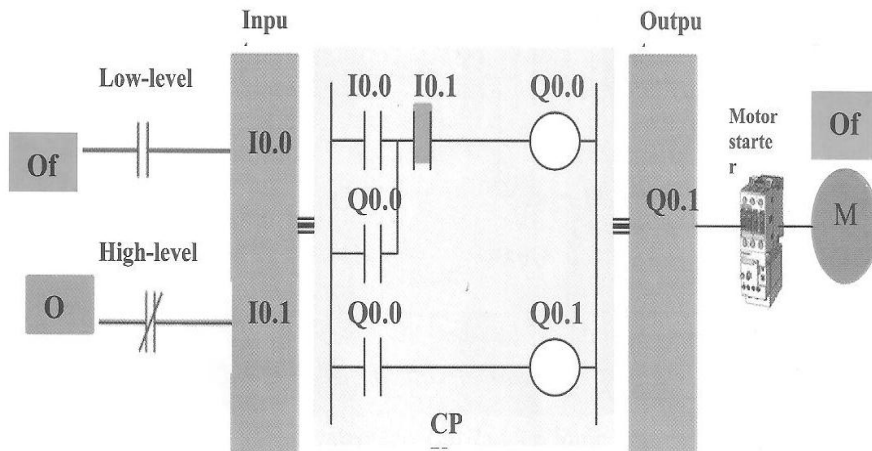 Inpu
Outpu
Low-level
I0.0 I0.1 Q0.0
Motor
starte
r
Of
Of
I0.0
Q0.0
Q0.1
M
High-level
O
I0.1
Q0.0 Q0.1
CP